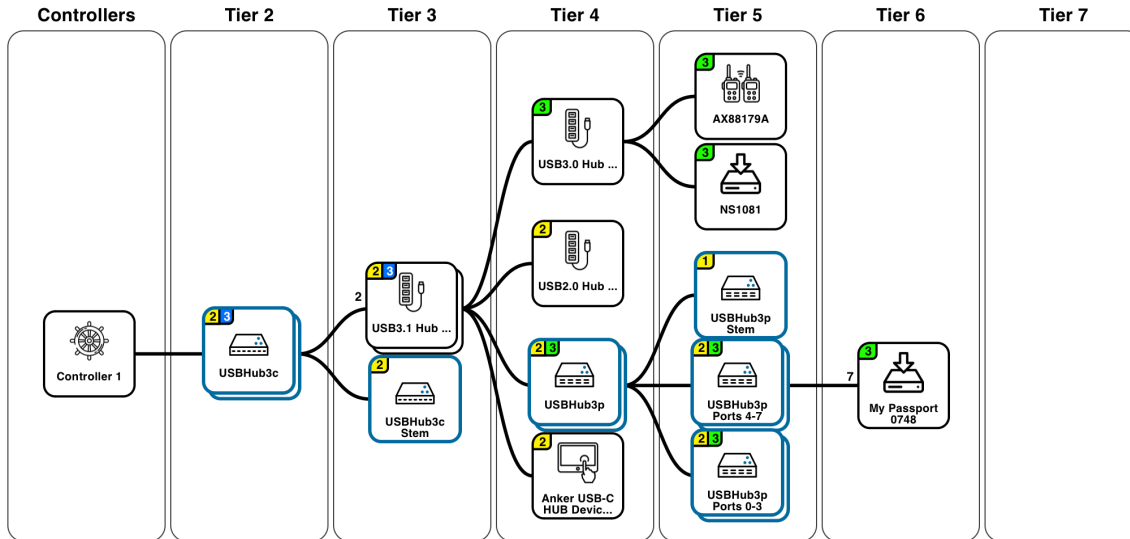 Controllers
Tier 2
Tier 3
Tier 4
Tier 5
Tier 6
Tier 7
Controller 1
2 3
USBHub3c
2
2 3
USB3.1 Hub ...
2
USBHub3c
Stem
3
USB3.0 Hub ...
2
USB2.0 Hub ...
2 3
USBHub3p
2
Anker USB-C
HUB Devic...
3
AX88179A
3
NS1081
1
USBHub3p
Stem
2 3
USBHub3p
Ports 4-7
2 3
USBHub3p
Ports 0-3
7
3
My Passport
0748